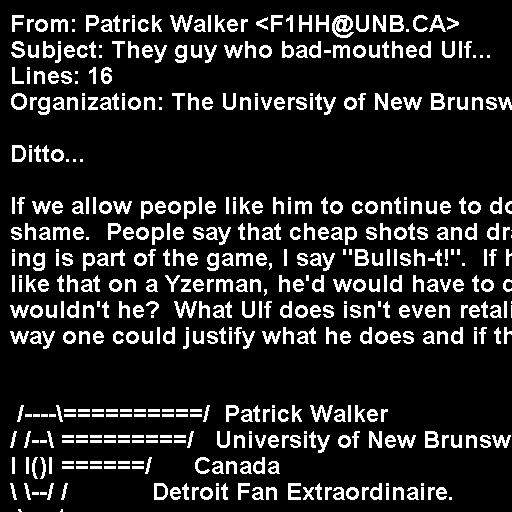 From: Patrick Walker <F1HH@UNB.CA>
Subject: They guy who bad-mouthed Ulf...
Lines: 16
Organization: The University of New Brunsw
Ditto...
If we allow people like him to continue to do
shame.  People say that cheap shots and dra
ing is part of the game, I say "Bullsh-t!".  If h
like that on a Yzerman, he'd would have to
wouldn't he?  What Ulf does isn't even retali
way one could justify what he does and if th
/----\==========/  Patrick Walker
/ /--\ =========/   University of New Brunsw
| |()| ======/      Canada
\ \--/ /            Detroit Fan Extraordinaire.